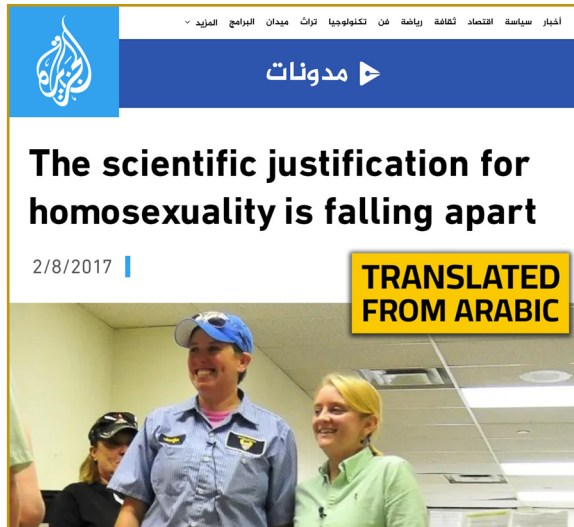 أخبار سياسة اقتصاد ثقافة رياضة فن تكنولوجيا تراث ميدان البرامج المزيد
مدونات
The scientific justification for
homosexuality is falling apart
2/8/2017
TRANSLATED
FROM ARABIC